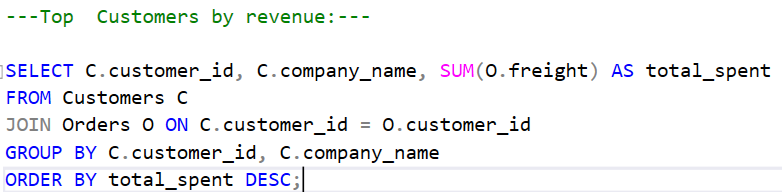 ---Top  Customers by revenue:---
SELECT C.customer_id, C.company_name, SUM(O.freight) AS total_spent
FROM Customers C
JOIN Orders O ON C.customer_id = O.customer_id
GROUP BY C.customer_id, C.company_name
ORDER BY total_spent DESC;